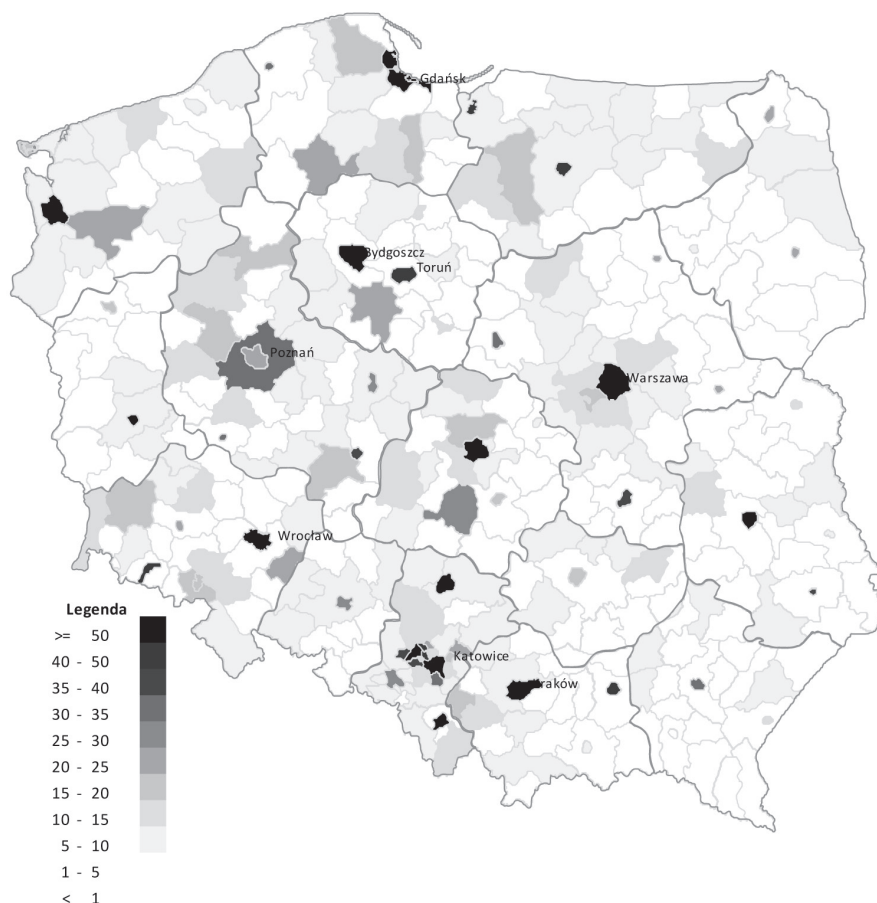 Gdańsk
Bydgoszcz
Toruń
Poznań
Warszawa
Wrocław
Katowice
Kraków
Legenda
>= 50
40 - 50
35 - 40
30 - 35
25 - 30
20 - 25
15 - 20
10 - 15
5 - 10
1 - 5
< 1